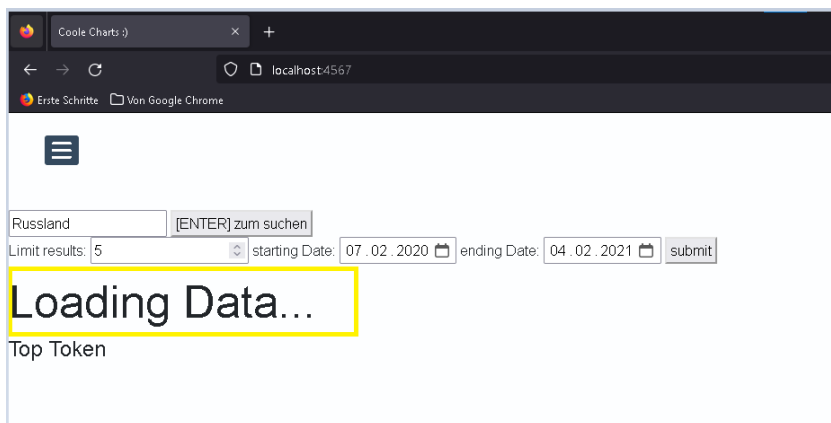 Coole Charts :)
localhost:4567
Erste Schritte Von Google Chrome
Russland [ENTER] zum suchen
Limit results: 5 starting Date: 07.02.2020 ending Date: 04.02.2021 submit
Loading Data...
Top Token